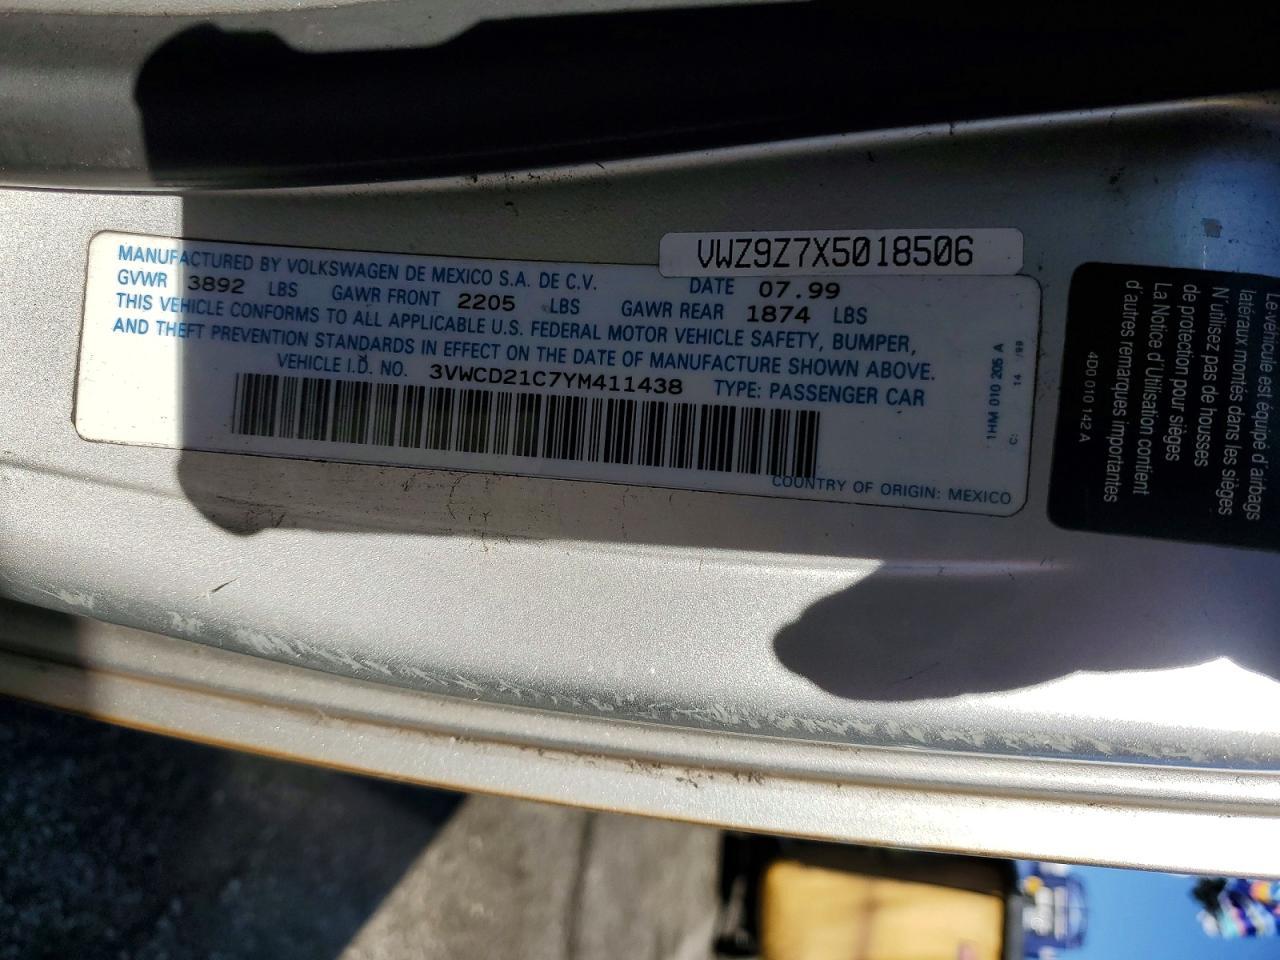 VWZ9Z7X5018506
MANUFACTURED BY VOLKSWAGEN DE MEXICO S.A. DE C.V. DATE 07.99
GVWR 3892 LBS GAWR FRONT 2205 LBS GAWR REAR 1874 LBS
THIS VEHICLE CONFORMS TO ALL APPLICABLE U.S. FEDERAL MOTOR VEHICLE SAFETY, BUMPER,
AND THEFT PREVENTION STANDARDS IN EFFECT ON THE DATE OF MANUFACTURE SHOWN ABOVE.
VEHICLE I.D. NO. 3VWCD21C7YM411438 TYPE: PASSENGER CAR
COUNTRY OF ORIGIN: MEXICO
1HM 010 205 A
C: 14 /99
Le véhicule est équipé d'airbags
latéraux montés dans les sièges
N'utilisez pas de housses
de protection pour sièges
La Notice d'Utilisation contient
d'autres remarques importantes
4D0 010 142 A